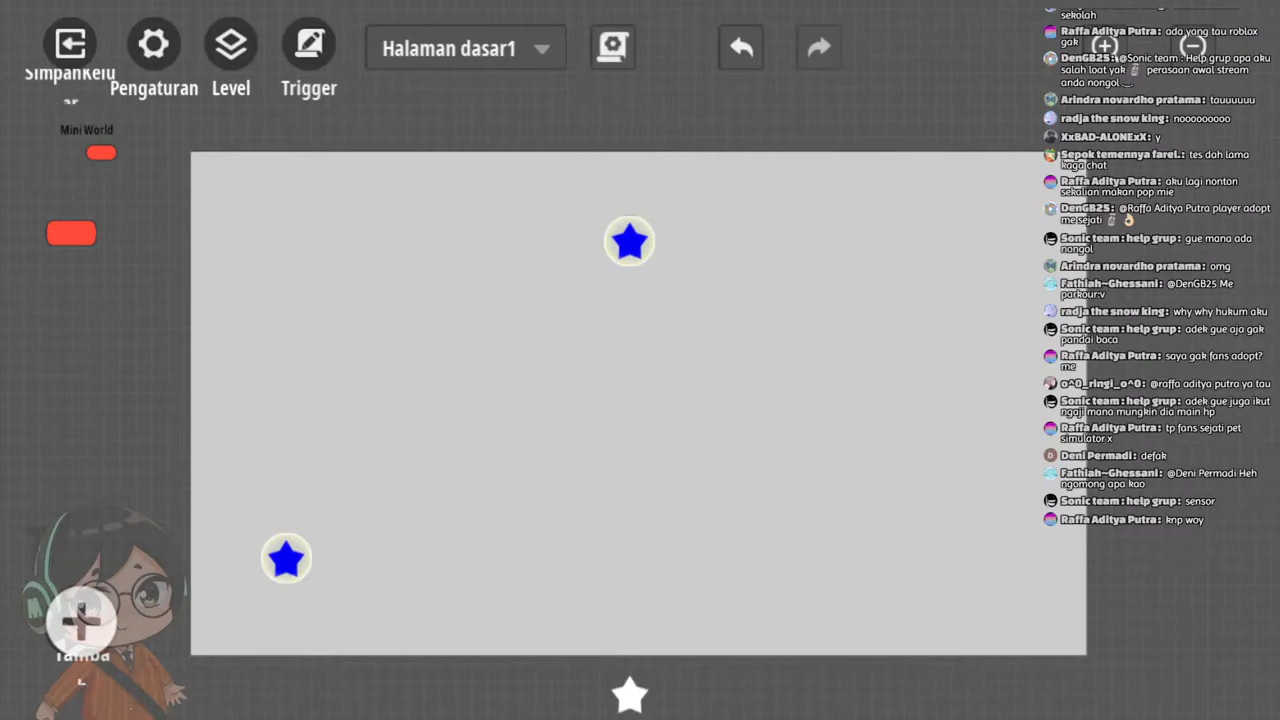 SimpanKelu
ar
Pengaturan
Level
Trigger
Halaman dasar1
Mini World
Tamba
sekolah
Raffa Aditya Putra: ada yang tau roblox
gak
DenGB25: @Sonic team : Help grup apa aku
salah loat yak perasaan awal stream
anda nongol ._.
Arindra novardho pratama: tauuuuuu
radja the snow king: nooooooooo
XxBAD-ALONExX: y
Sepok temennya farel.: tes dah lama
kaga chat
Raffa Aditya Putra: aku lagi nonton
sekalian makan pop mie
DenGB25: @Raffa Aditya Putra player adopt
me sejati 👌
Sonic team : help grup: gue mana ada
nongol
Arindra novardho pratama: omg
Fathiah~Ghessani: @DenGB25 Me
parkour:v
radja the snow king: why why hukum aku
Sonic team : help grup: adek gue aja gak
pandai baca
Raffa Aditya Putra: saya gak fans adopt?
me
o^0_ringi_o^0: @raffa aditya putra ya tau
Sonic team : help grup: adek gue juga ikut
ngaji mana mungkin dia main hp
Raffa Aditya Putra: tp fans sejati pet
simulator x
Deni Permadi: defak
Fathiah~Ghessani: @Deni Permadi Heh
ngomong apa kao
Sonic team : help grup: sensor
Raffa Aditya Putra: knp woy